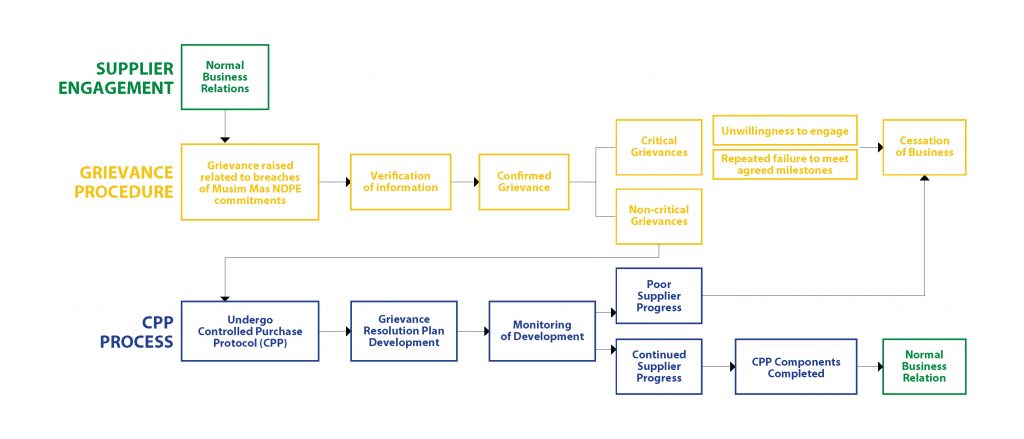 SUPPLIER
ENGAGEMENT
Normal
Business
Relations
GRIEVANCE
PROCEDURE
Grievance raised
related to breaches
of Musim Mas NDPE
commitments
Verification
of information
Confirmed
Grievance
Critical
Grievances
Non-critical
Grievances
Unwillingness to engage
Repeated failure to meet
agreed milestones
Cessation
of Business
CPP
PROCESS
Undergo
Controlled Purchase
Protocol (CPP)
Grievance
Resolution Plan
Development
Monitoring
of Development
Poor
Supplier
Progress
Continued
Supplier
Progress
CPP Components
Completed
Normal
Business
Relation